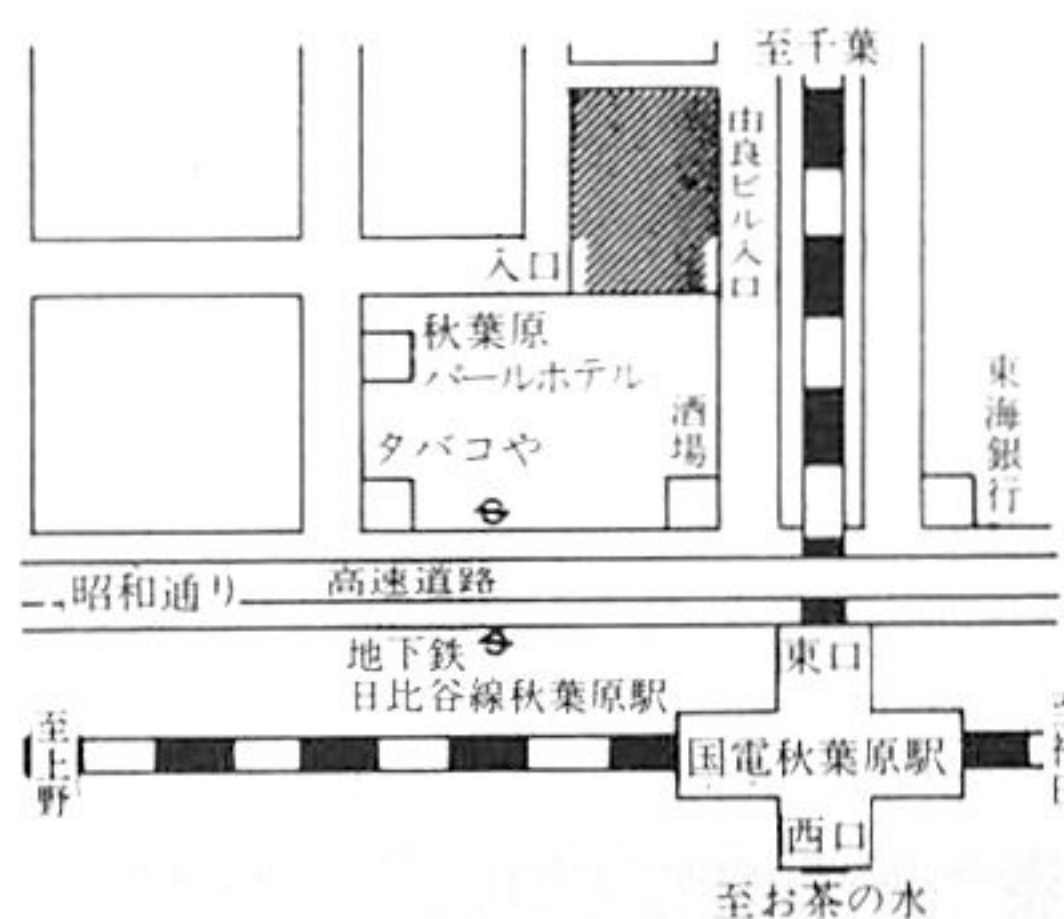 至千葉
由良ビル入口
入口
秋葉原
パールホテル
タバコや
酒場
東海銀行
昭和通り
高速道路
地下鉄
日比谷線秋葉原駅
東口
至上野
国電秋葉原駅
西口
至お茶の水